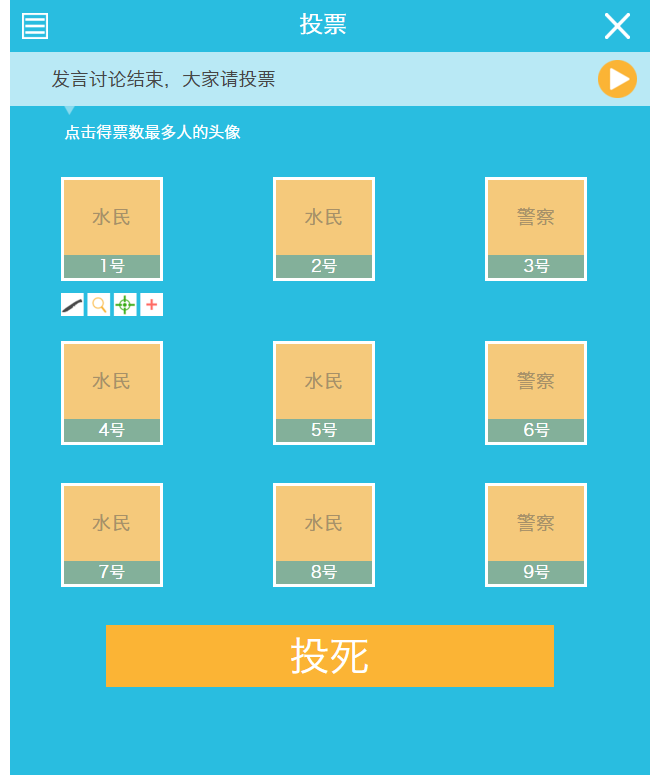 投票
发言讨论结束，大家请投票
点击得票数最多人的头像
水民 水民 警察
1号 2号 3号
水民 水民 警察
4号 5号 6号
水民 水民 警察
7号 8号 9号
投死